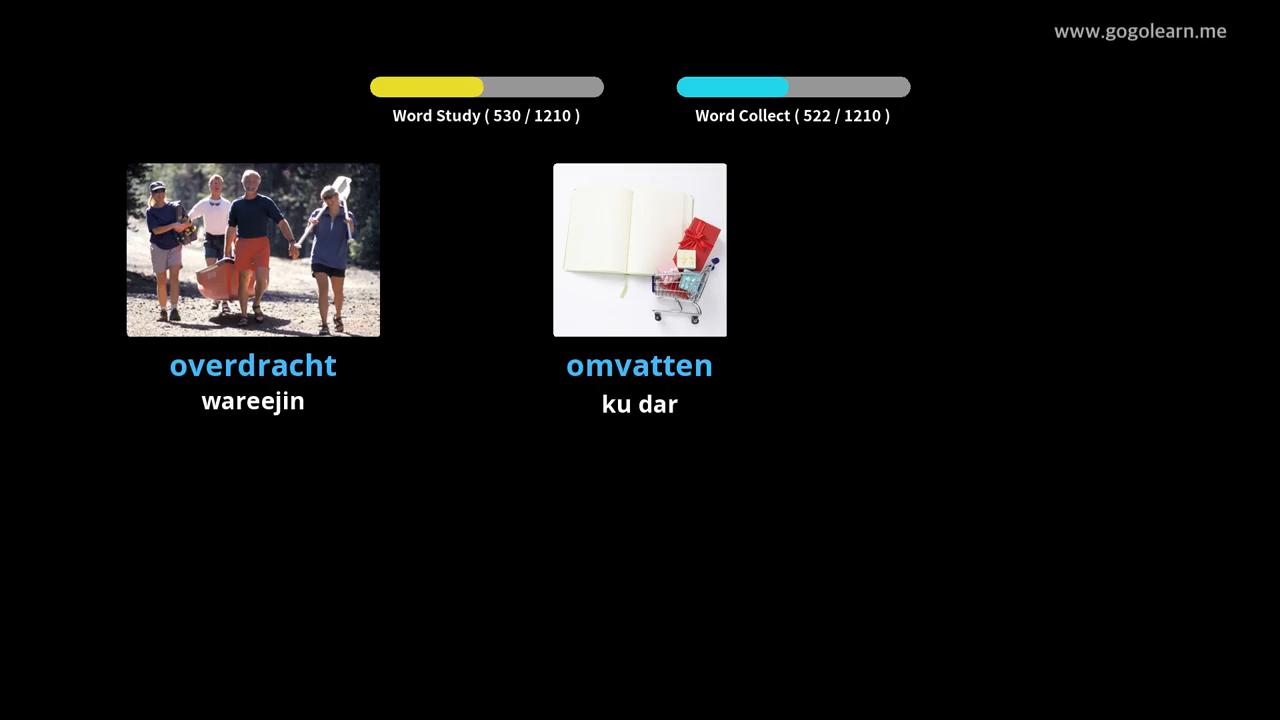 www.gogolearn.me
Word Study ( 530 / 1210 )
Word Collect ( 522 / 1210 )
overdracht
wareejin
omvatten
ku dar